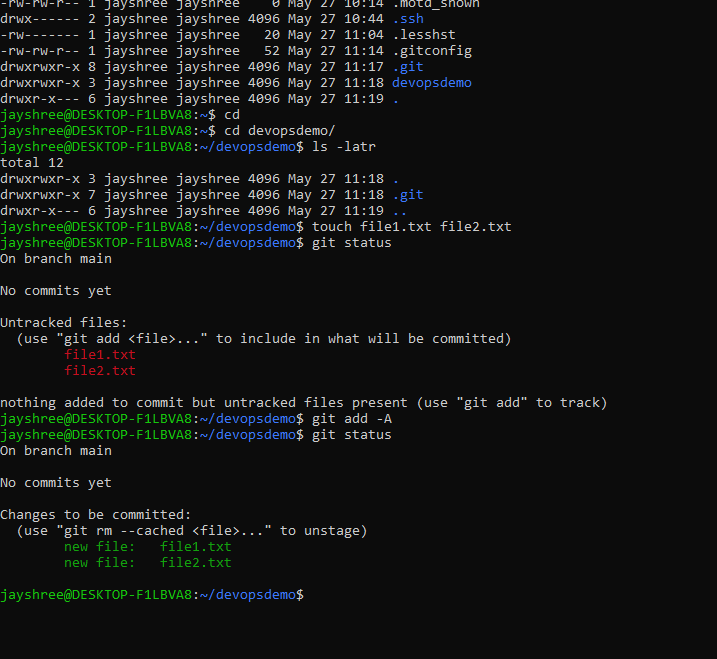 -rw-rw-r-- 1 jayshree jayshree    0 May 27 10:14 .motd_shown
drwx------ 2 jayshree jayshree 4096 May 27 10:44 .ssh
-rw------- 1 jayshree jayshree   20 May 27 11:04 .lesshst
-rw-rw-r-- 1 jayshree jayshree   52 May 27 11:14 .gitconfig
drwxrwxr-x 8 jayshree jayshree 4096 May 27 11:17 .git
drwxrwxr-x 3 jayshree jayshree 4096 May 27 11:18 devopsdemo
drwxr-x--- 6 jayshree jayshree 4096 May 27 11:19 .
jayshree@DESKTOP-F1LBVA8:~$ cd
jayshree@DESKTOP-F1LBVA8:~$ cd devopsdemo/
jayshree@DESKTOP-F1LBVA8:~/devopsdemo$ ls -latr
total 12
drwxrwxr-x 3 jayshree jayshree 4096 May 27 11:18 .
drwxrwxr-x 7 jayshree jayshree 4096 May 27 11:18 .git
drwxr-x--- 6 jayshree jayshree 4096 May 27 11:19 ..
jayshree@DESKTOP-F1LBVA8:~/devopsdemo$ touch file1.txt file2.txt
jayshree@DESKTOP-F1LBVA8:~/devopsdemo$ git status
On branch main
No commits yet
Untracked files:
  (use "git add <file>..." to include in what will be committed)
        file1.txt
        file2.txt
nothing added to commit but untracked files present (use "git add" to track)
jayshree@DESKTOP-F1LBVA8:~/devopsdemo$ git add -A
jayshree@DESKTOP-F1LBVA8:~/devopsdemo$ git status
On branch main
No commits yet
Changes to be committed:
  (use "git rm --cached <file>..." to unstage)
        new file:   file1.txt
        new file:   file2.txt
jayshree@DESKTOP-F1LBVA8:~/devopsdemo$